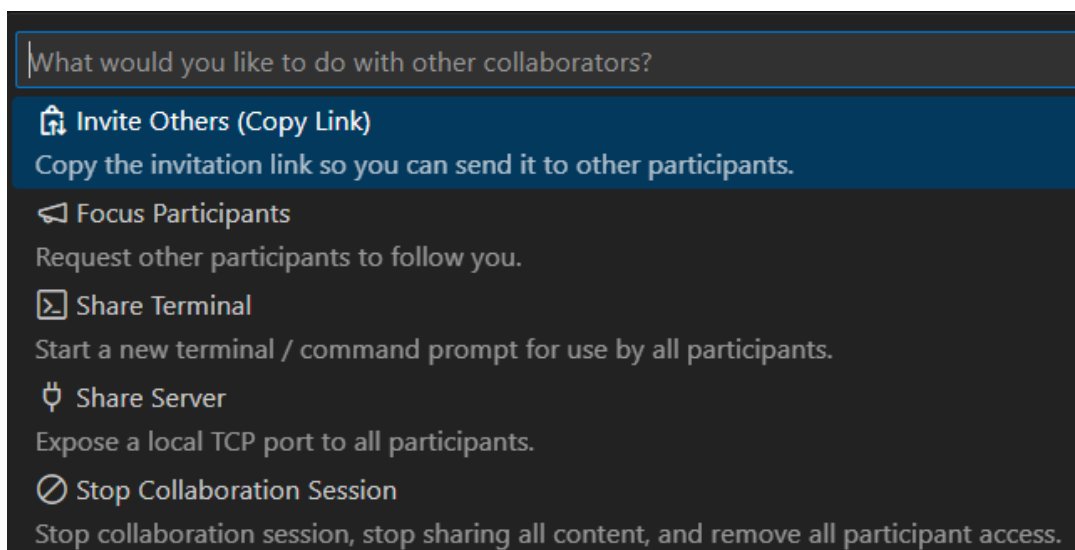 What would you like to do with other collaborators?
Invite Others (Copy Link)
Copy the invitation link so you can send it to other participants.
Focus Participants
Request other participants to follow you.
Share Terminal
Start a new terminal / command prompt for use by all participants.
Share Server
Expose a local TCP port to all participants.
Stop Collaboration Session
Stop collaboration session, stop sharing all content, and remove all participant access.